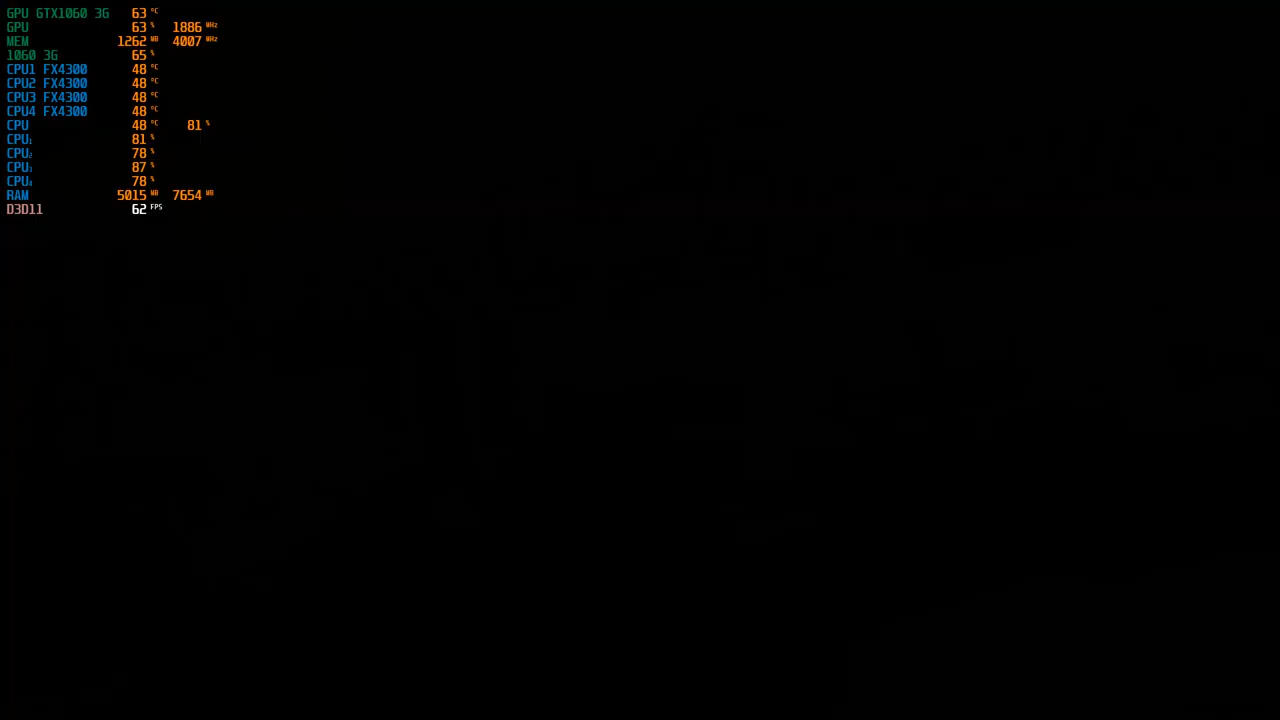 GPU GTX1060 3G 63 °C
GPU 63 % 1886 MHz
MEM 1262 MB 4007 MHz
1060 3G 65 %
CPU1 FX4300 48 °C
CPU2 FX4300 48 °C
CPU3 FX4300 48 °C
CPU4 FX4300 48 °C
CPU 48 °C 81 %
CPU₁ 81 %
CPU₂ 78 %
CPU₃ 87 %
CPU₄ 78 %
RAM 5015 MB 7654 MB
D3D11 62 FPS